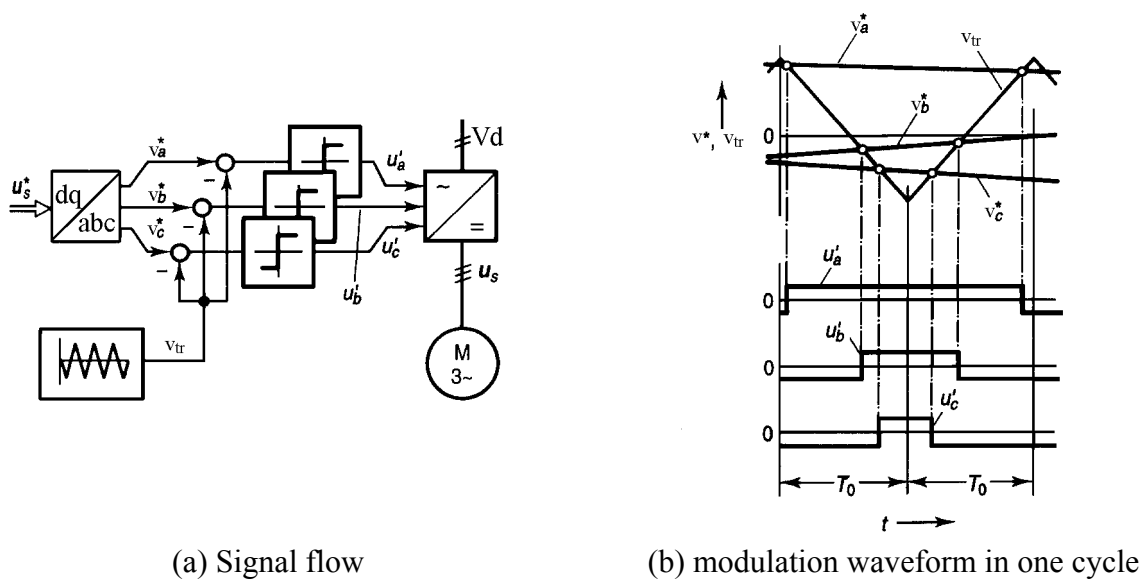 u*s
dq
abc
v*a
v*b
v*c
−
−
−
vtr
u'a
u'b
u'c
Vd
~
=
us
M
3~
(a) Signal flow
v*a
vtr
v*b
v*c
v*, vtr
0
u'a
0
u'b
0
u'c
0
T0
T0
t
(b) modulation waveform in one cycle